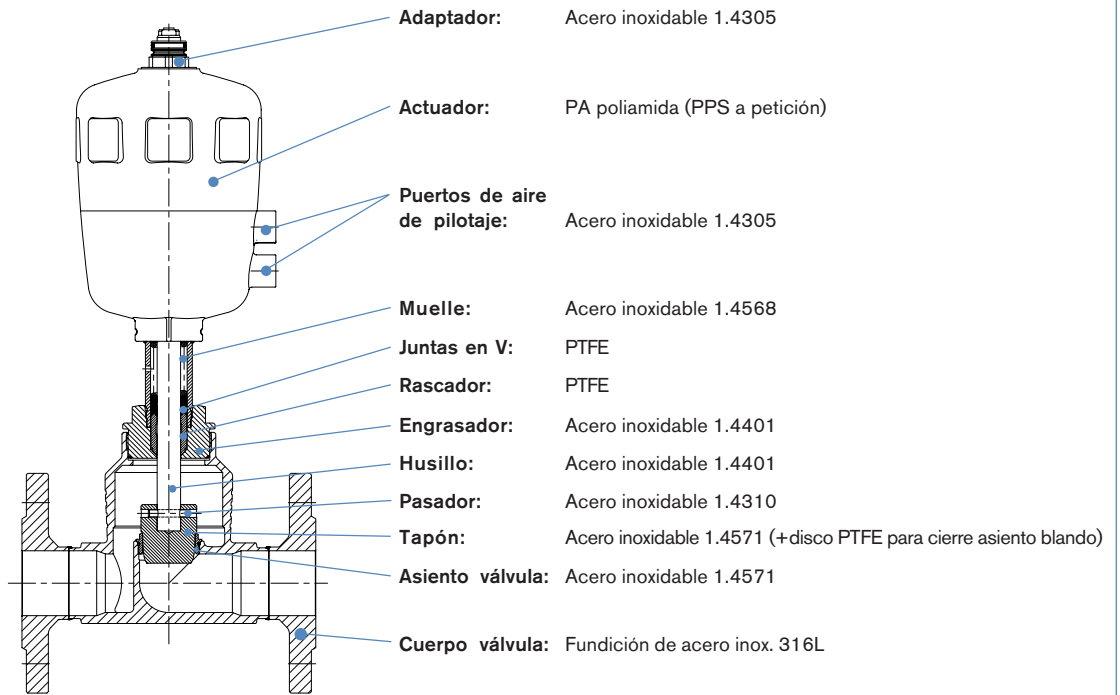 Adaptador: Acero inoxidable 1.4305
Actuador: PA poliamida (PPS a petición)
Puertos de aire
de pilotaje: Acero inoxidable 1.4305
Muelle: Acero inoxidable 1.4568
Juntas en V: PTFE
Rascador: PTFE
Engrasador: Acero inoxidable 1.4401
Husillo: Acero inoxidable 1.4401
Pasador: Acero inoxidable 1.4310
Tapón: Acero inoxidable 1.4571 (+disco PTFE para cierre asiento blando)
Asiento válvula: Acero inoxidable 1.4571
Cuerpo válvula: Fundición de acero inox. 316L